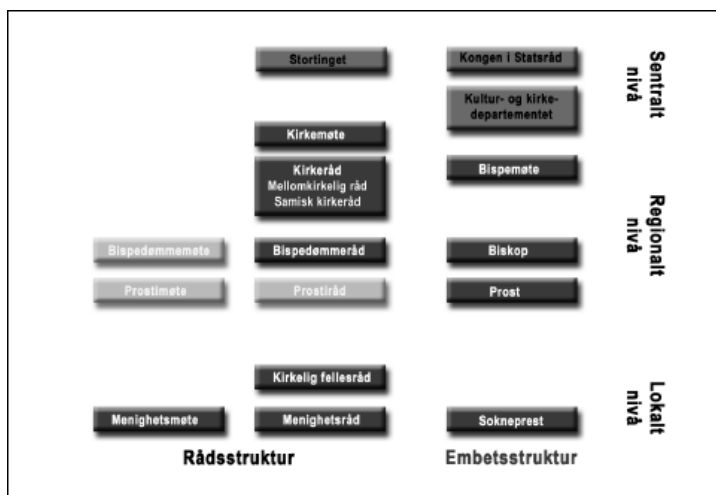 Stortinget
Kongen i Statsråd
Sentralt
nivå
Kultur- og kirke-
departementet
Kirkemøte
Kirkeråd
Mellomkirkelig råd
Samisk kirkeråd
Bispemøte
Regionalt
nivå
Bispedømmemøte
Bispedømmeråd
Biskop
Prostimøte
Prostiråd
Prost
Kirkelig fellesråd
Lokalt
nivå
Menighetsmøte
Menighetsråd
Sokneprest
Rådsstruktur
Embetsstruktur